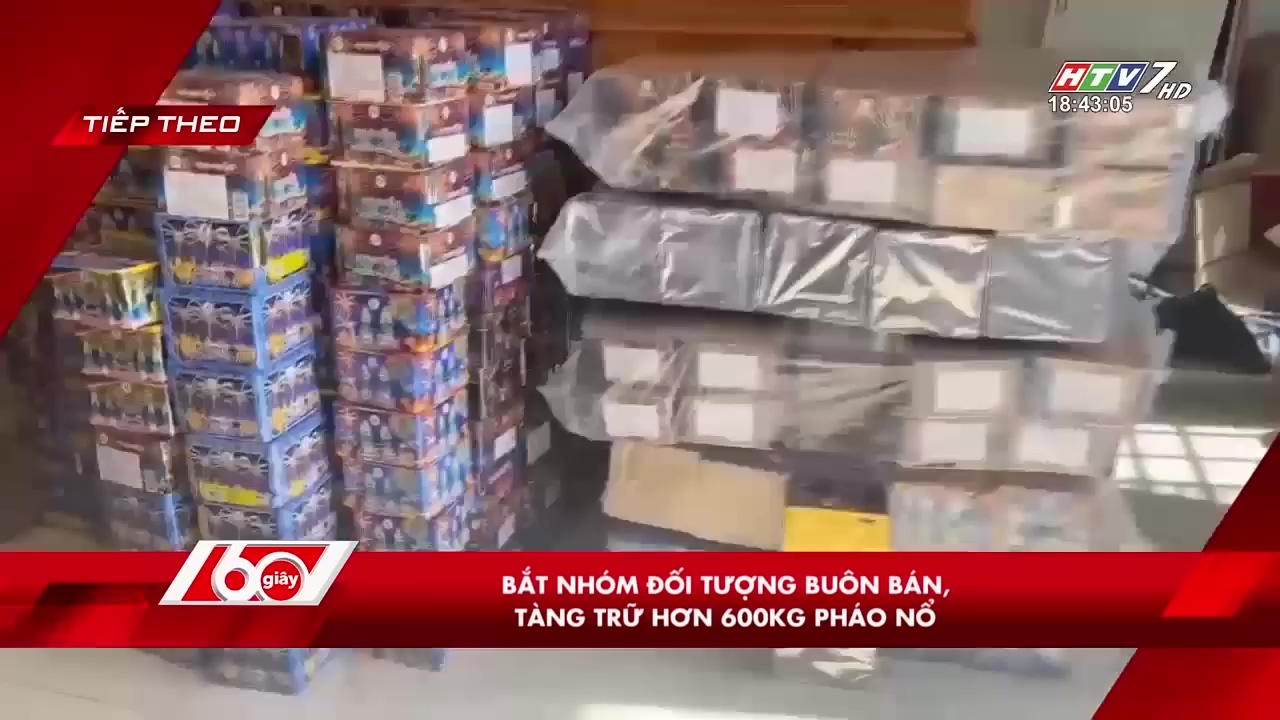 HTV7 HD
18:43:05
TIẾP THEO
60 giây
BẮT NHÓM ĐỐI TƯỢNG BUÔN BÁN,
TÀNG TRỮ HƠN 600KG PHÁO NỔ